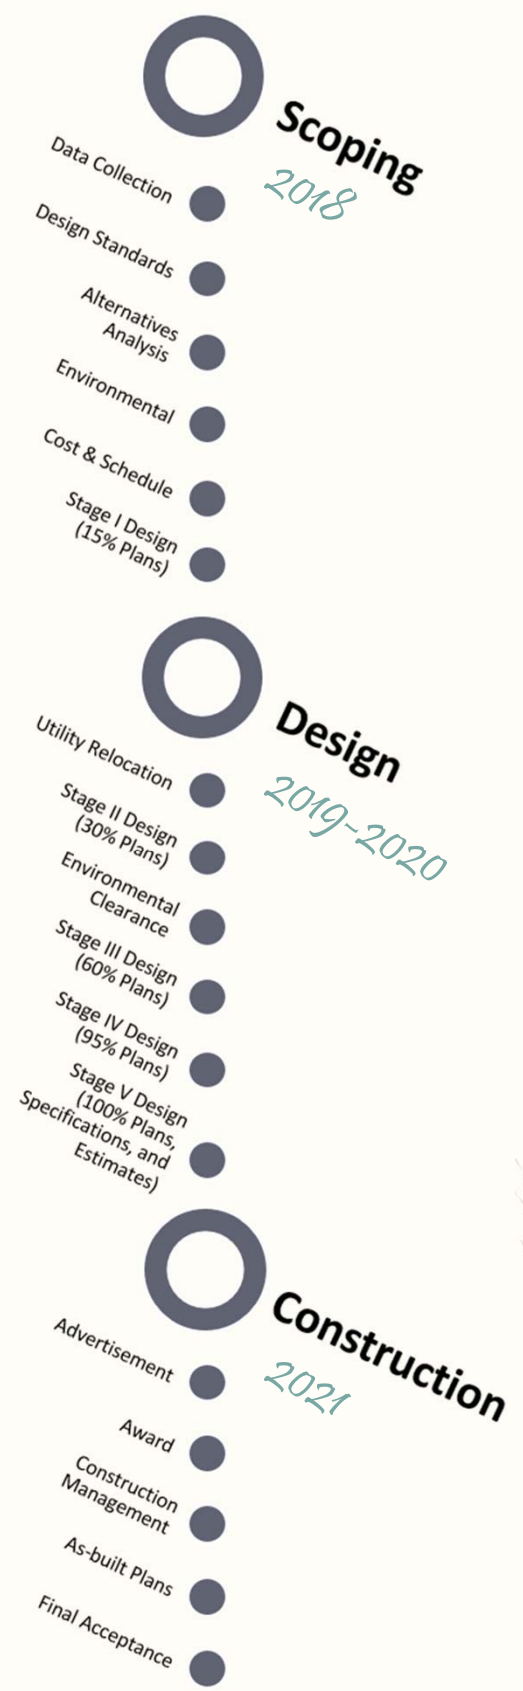 Scoping
2018
Data Collection
Design Standards
Alternatives
Analysis
Environmental
Cost & Schedule
Stage I Design
(15% Plans)
Design
2019-2020
Utility Relocation
Stage II Design
(30% Plans)
Environmental
Clearance
Stage III Design
(60% Plans)
Stage IV Design
(95% Plans)
Stage V Design
(100% Plans,
Specifications, and
Estimates)
Construction
2021
Advertisement
Award
Construction
Management
As-built Plans
Final Acceptance